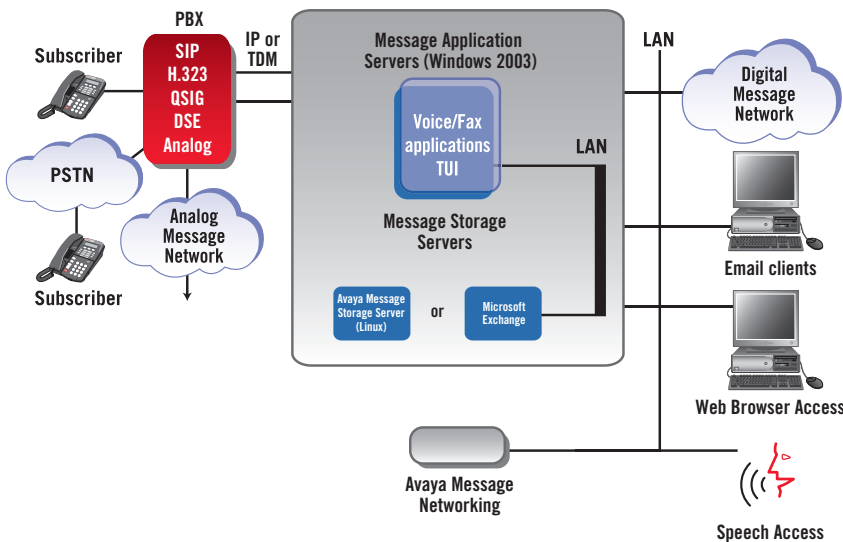 PBX
Subscriber
SIP
H.323
QSIG
DSE
Analog
IP or
TDM
PSTN
Analog
Message
Network
Subscriber
Message Application
Servers (Windows 2003)
Voice/Fax
applications
TUI
LAN
Message Storage
Servers
Avaya Message
Storage Server
(Linux)
or
Microsoft
Exchange
LAN
Digital
Message
Network
Email clients
Web Browser Access
Avaya Message
Networking
Speech Access